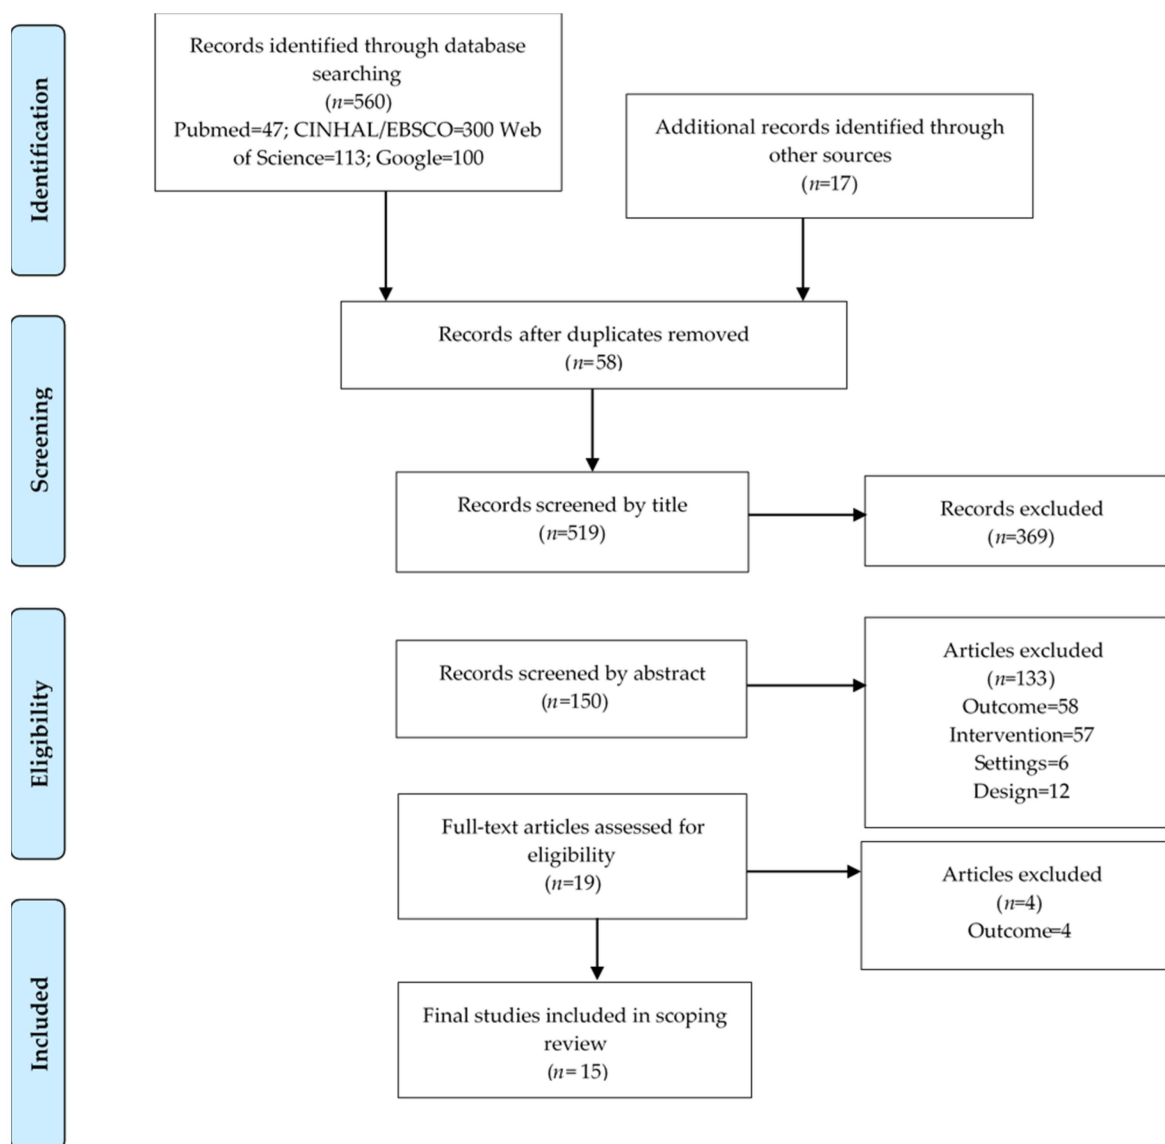 Identification
Records identified through database
searching
(n=560)
Pubmed=47; CINHAL/EBSCO=300 Web
of Science=113; Google=100
Additional records identified through
other sources
(n=17)
Screening
Records after duplicates removed
(n=58)
Records screened by title
(n=519)
Records excluded
(n=369)
Eligibility
Records screened by abstract
(n=150)
Articles excluded
(n=133)
Outcome=58
Intervention=57
Settings=6
Design=12
Full-text articles assessed for
eligibility
(n=19)
Articles excluded
(n=4)
Outcome=4
Included
Final studies included in scoping
review
(n= 15)